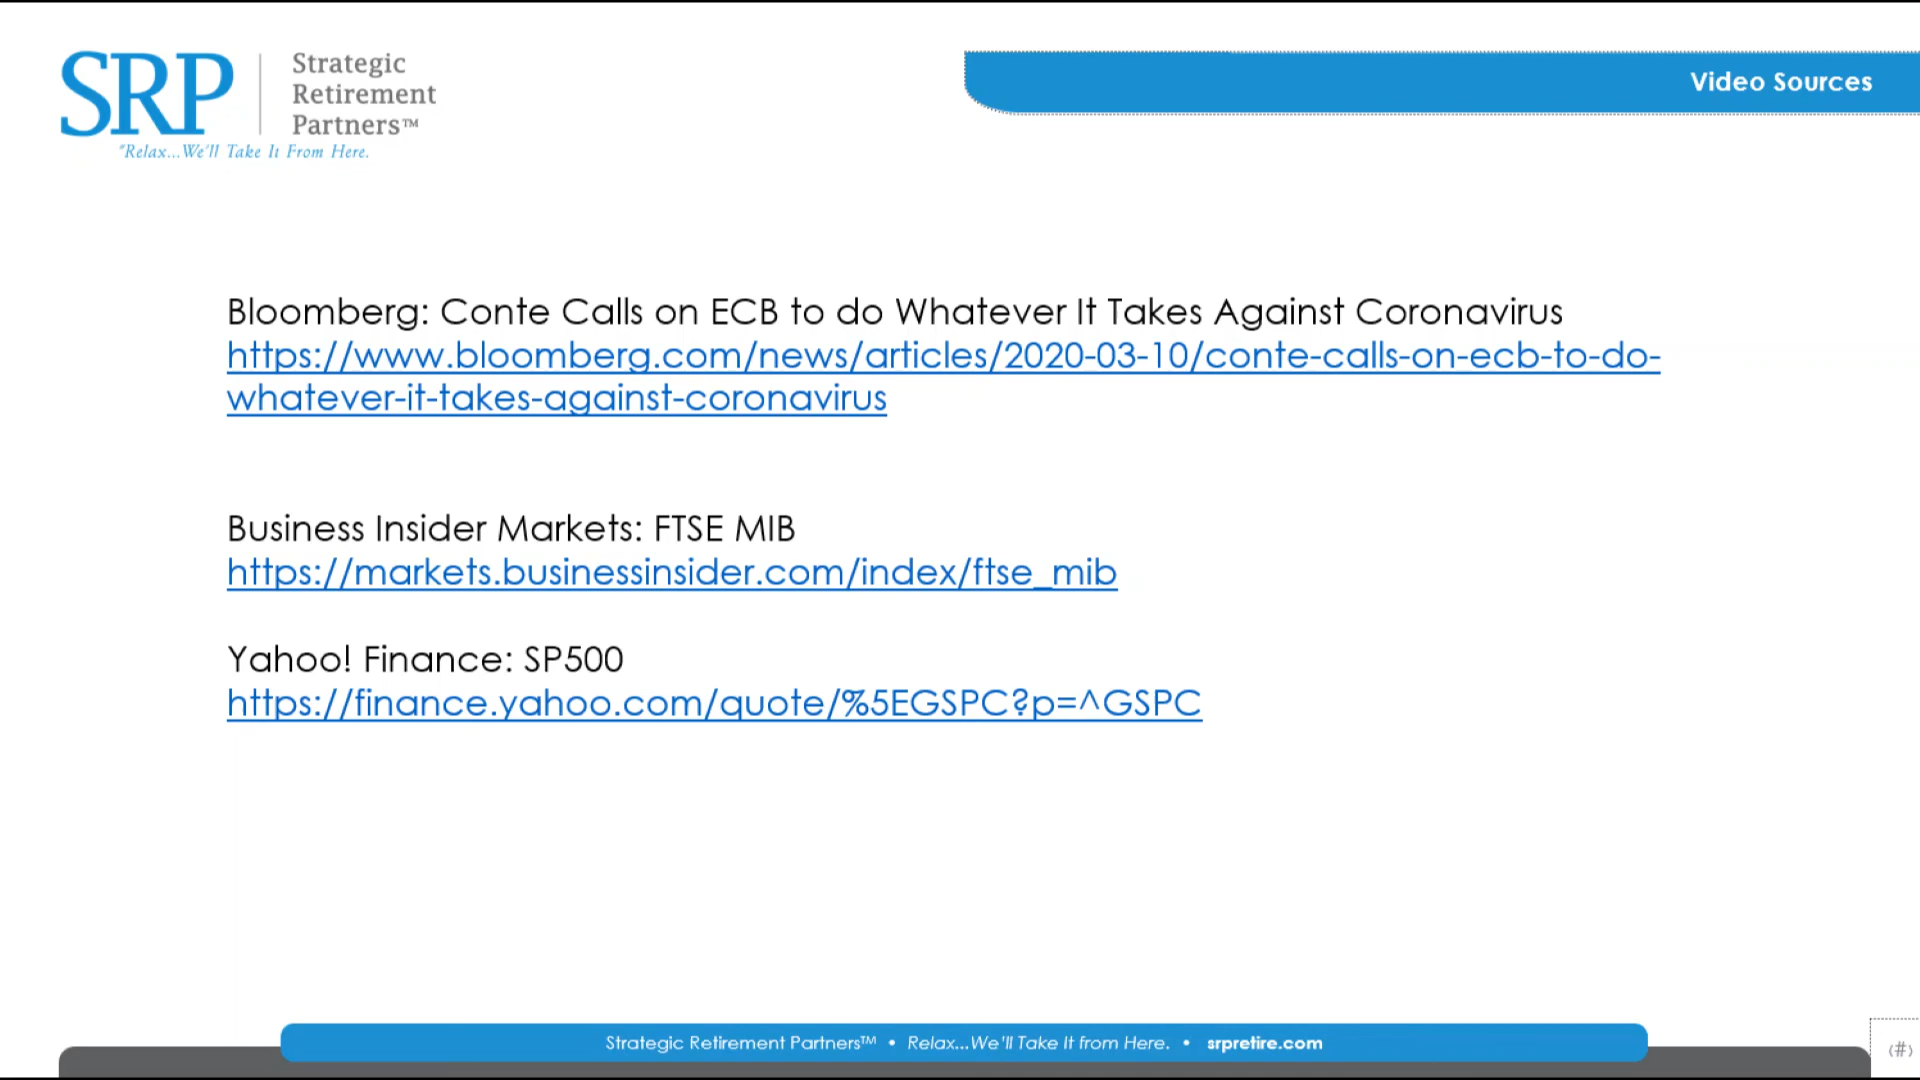 SRP
Strategic
Retirement
Partners™
"Relax...We'll Take It From Here.
Video Sources
Bloomberg: Conte Calls on ECB to do Whatever It Takes Against Coronavirus
https://www.bloomberg.com/news/articles/2020-03-10/conte-calls-on-ecb-to-do-
whatever-it-takes-against-coronavirus
Business Insider Markets: FTSE MIB
https://markets.businessinsider.com/index/ftse_mib
Yahoo! Finance: SP500
https://finance.yahoo.com/quote/%5EGSPC?p=^GSPC
Strategic Retirement Partners™ • Relax...We'll Take It from Here. • srpretire.com
(#)